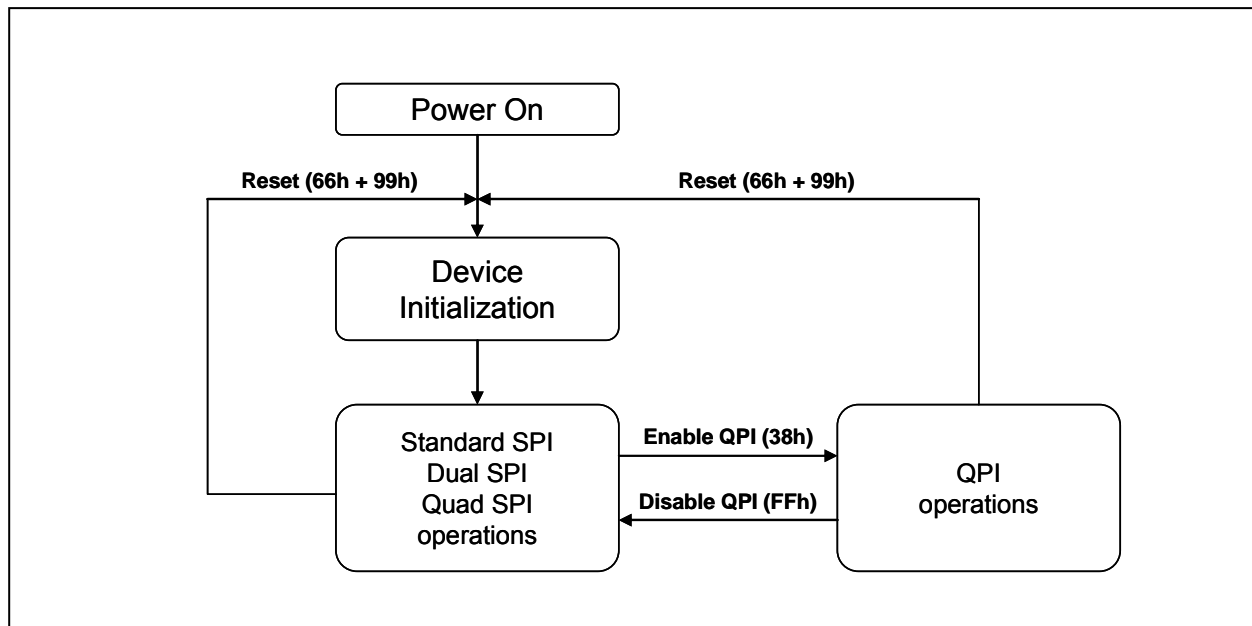 Power On
Reset (66h + 99h)
Reset (66h + 99h)
Device
Initialization
Standard SPI
Dual SPI
Quad SPI
operations
Enable QPI (38h)
Disable QPI (FFh)
QPI
operations